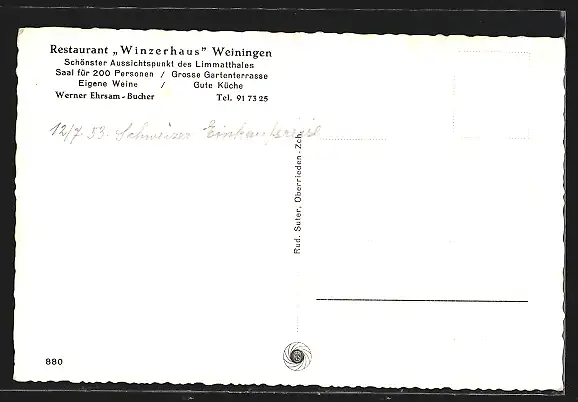 Restaurant „Winzerhaus" Weiningen
Schönster Aussichtspunkt des Limmatthales
Saal für 200 Personen / Grosse Gartenterrasse
Eigene Weine / Gute Küche
Werner Ehrsam-Bucher Tel. 91 73 25
12/7. 53. Schweizer Einkaufsreise
Rud. Suter, Oberrieden-Zch.
880